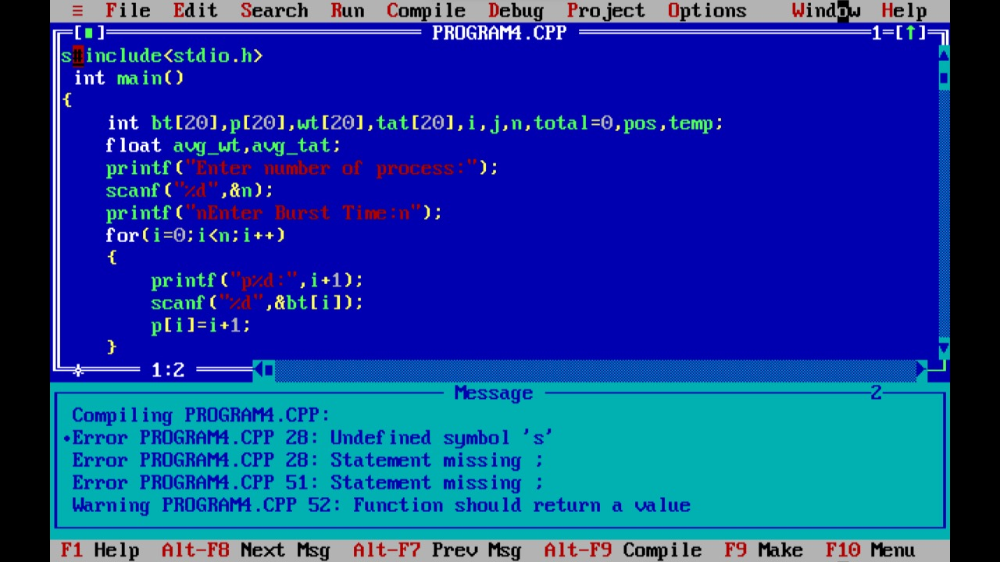 ≡ File Edit Search Run Compile Debug Project Options Window Help
[■] PROGRAM4.CPP 1=[↑]
s#include<stdio.h>
int main()
{
int bt[20],p[20],wt[20],tat[20],i,j,n,total=0,pos,temp;
float avg_wt,avg_tat;
printf("Enter number of process:");
scanf("%d",&n);
printf("nEnter Burst Time:n");
for(i=0;i<n;i++)
{
printf("p%d:",i+1);
scanf("%d",&bt[i]);
p[i]=i+1;
}
1:2
Message 2
Compiling PROGRAM4.CPP:
•Error PROGRAM4.CPP 28: Undefined symbol 's'
Error PROGRAM4.CPP 28: Statement missing ;
Error PROGRAM4.CPP 51: Statement missing ;
Warning PROGRAM4.CPP 52: Function should return a value
F1 Help Alt-F8 Next Msg Alt-F7 Prev Msg Alt-F9 Compile F9 Make F10 Menu